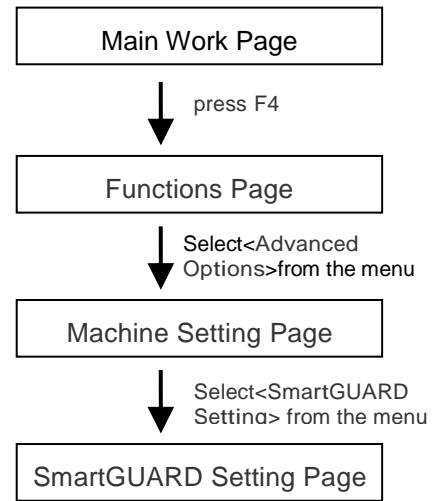 Main Work Page
press F4
Functions Page
Select<Advanced
Options>from the menu
Machine Setting Page
Select<SmartGUARD
Setting> from the menu
SmartGUARD Setting Page